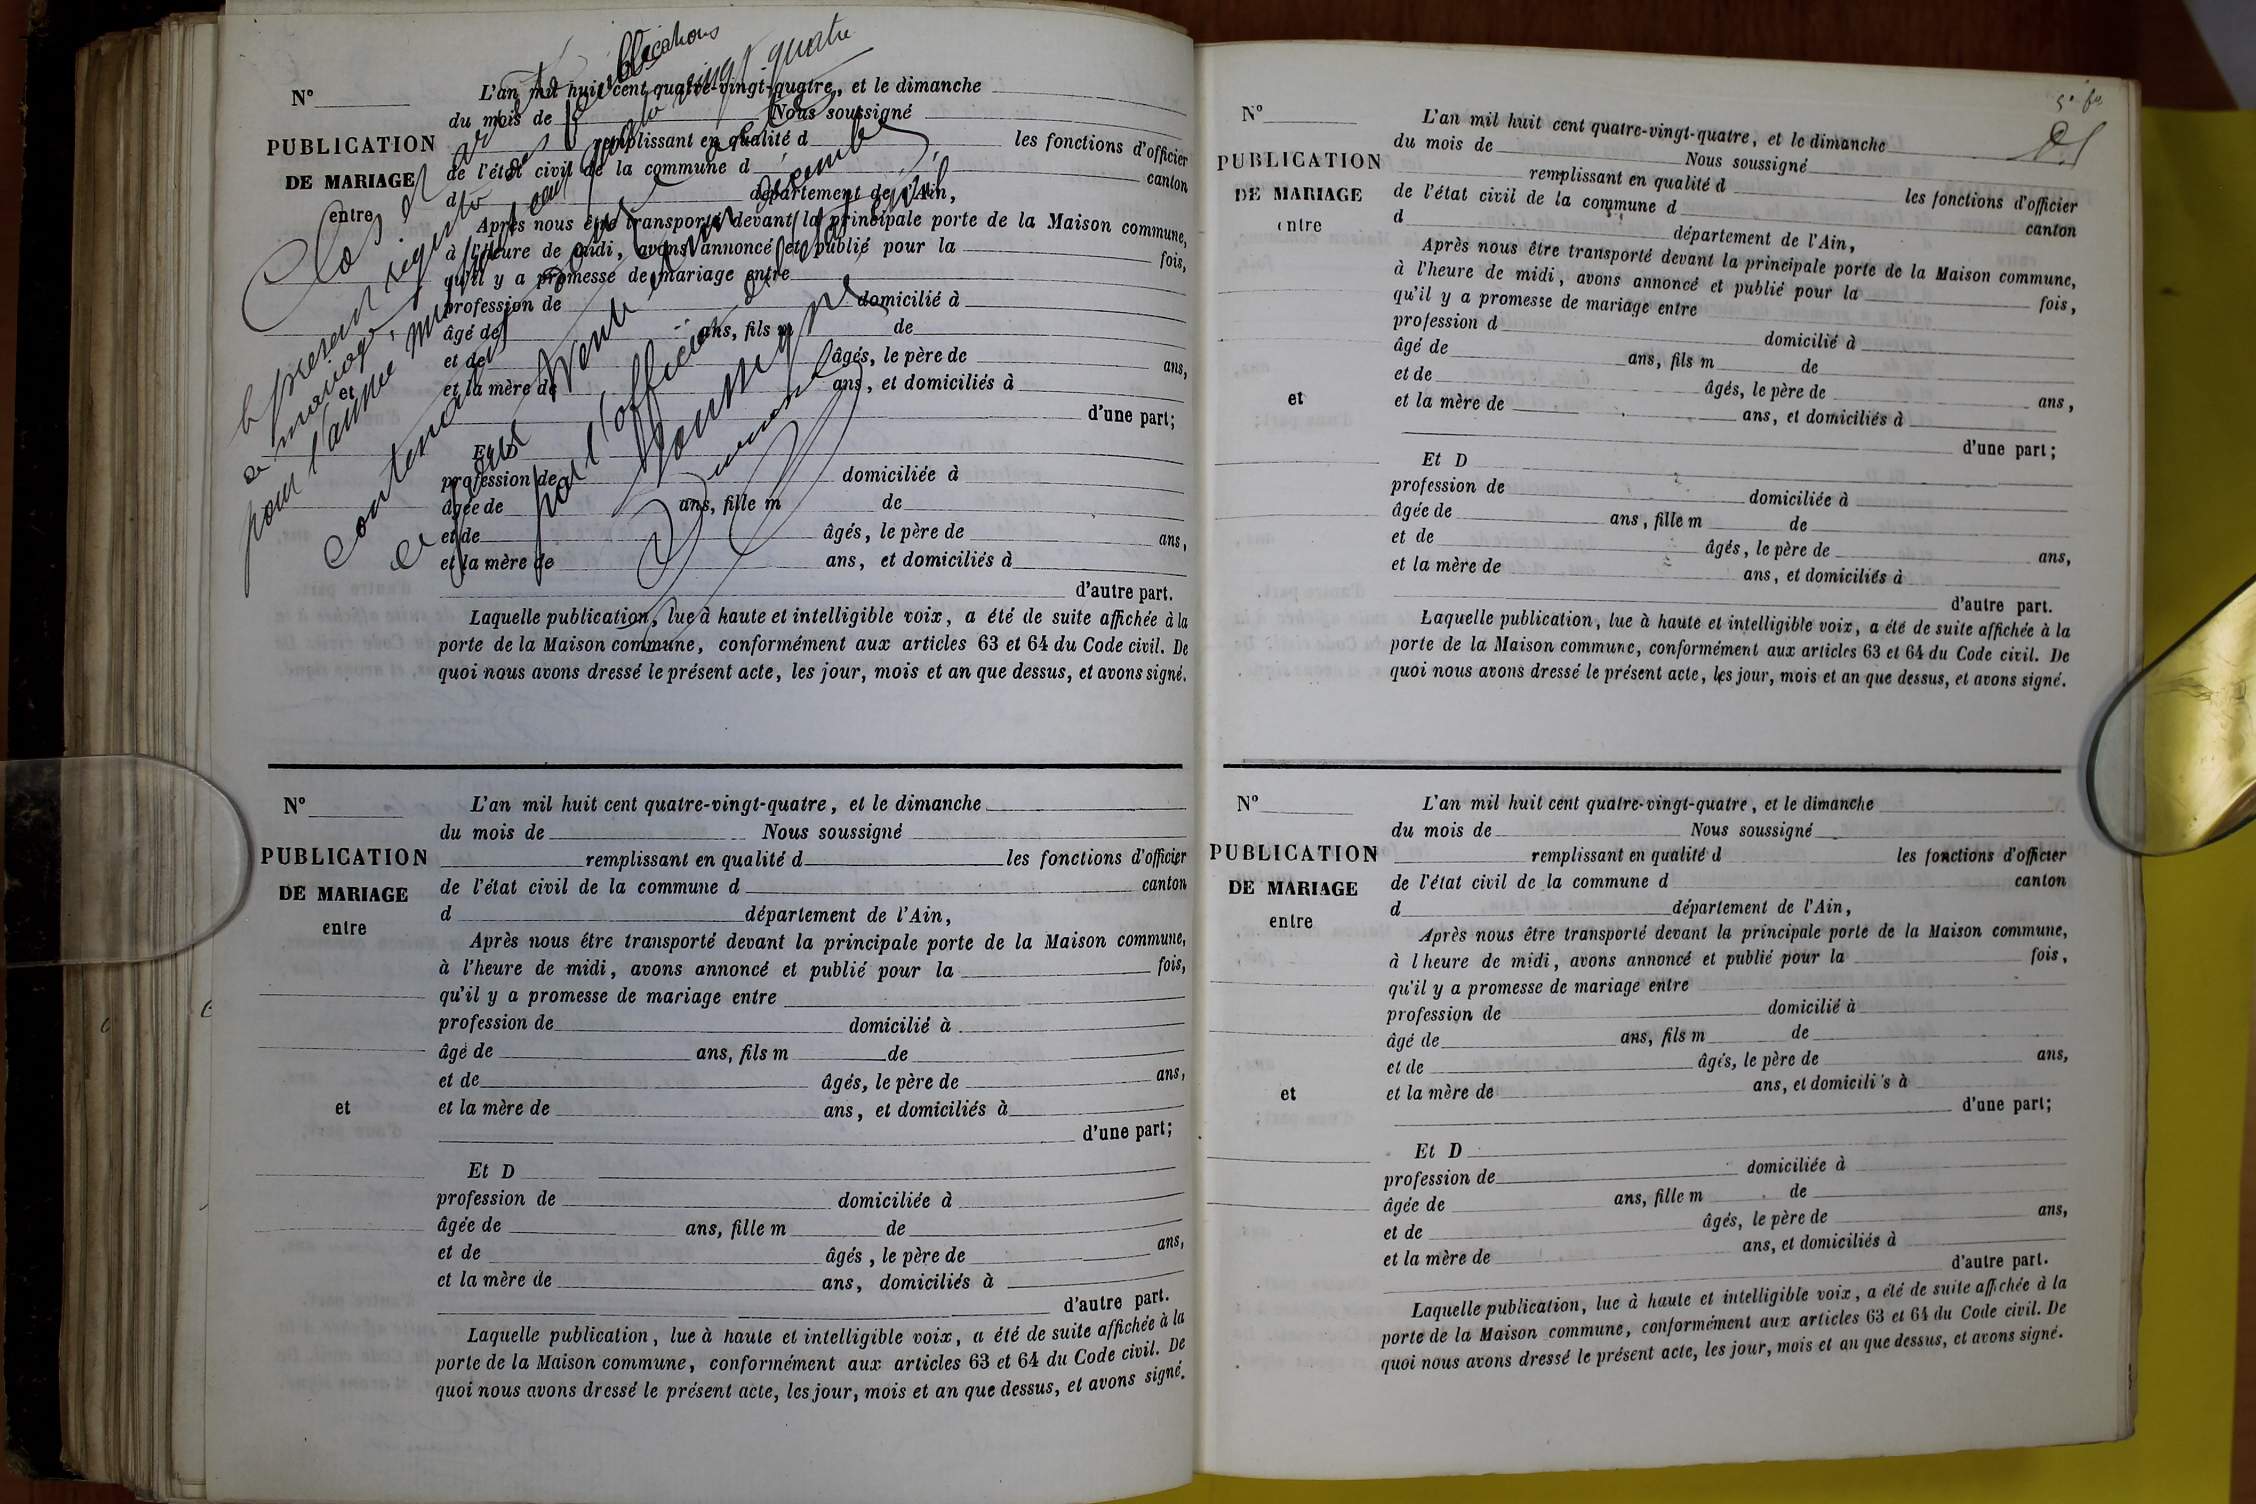 Clos et arrêté
le présent registre des publications
de mariage,
pour l'année mil huit cent quatre vingt quatre
contenant
ce jour trente un décembre
par l'officier de l'état civil
soussigné
N°
PUBLICATION
DE MARIAGE
entre
et
L'an mil huit cent quatre-vingt-quatre, et le dimanche
du mois de Nous soussigné
remplissant en qualité d les fonctions d'officier
de l'état civil de la commune d canton
d département de l'Ain,
Après nous être transporté devant la principale porte de la Maison commune,
à l'heure de midi, avons annoncé et publié pour la fois,
qu'il y a promesse de mariage entre
profession de domicilié à
âgé de ans, fils m de
et de âgés, le père de ans,
et la mère de ans, et domiciliés à
d'une part;
Et D
profession de domiciliée à
âgée de ans, fille m de
et de âgés, le père de ans,
et la mère de ans, et domiciliés à
d'autre part.
Laquelle publication, lue à haute et intelligible voix, a été de suite affichée à la
porte de la Maison commune, conformément aux articles 63 et 64 du Code civil. De
quoi nous avons dressé le présent acte, les jour, mois et an que dessus, et avons signé.
N°
PUBLICATION
DE MARIAGE
entre
et
L'an mil huit cent quatre-vingt-quatre, et le dimanche
du mois de Nous soussigné
remplissant en qualité d les fonctions d'officier
de l'état civil de la commune d canton
d département de l'Ain,
Après nous être transporté devant la principale porte de la Maison commune,
à l'heure de midi, avons annoncé et publié pour la fois,
qu'il y a promesse de mariage entre
profession de domicilié à
âgé de ans, fils m de
et de âgés, le père de ans,
et la mère de ans, et domiciliés à
d'une part;
Et D
profession de domiciliée à
âgée de ans, fille m de
et de âgés, le père de ans,
et la mère de ans, domiciliés à
d'autre part.
Laquelle publication, lue à haute et intelligible voix, a été de suite affichée à la
porte de la Maison commune, conformément aux articles 63 et 64 du Code civil. De
quoi nous avons dressé le présent acte, les jour, mois et an que dessus, et avons signé.
N°
PUBLICATION
DE MARIAGE
entre
et
L'an mil huit cent quatre-vingt-quatre, et le dimanche
du mois de Nous soussigné
remplissant en qualité d les fonctions d'officier
de l'état civil de la commune d canton
d département de l'Ain,
Après nous être transporté devant la principale porte de la Maison commune,
à l'heure de midi, avons annoncé et publié pour la fois,
qu'il y a promesse de mariage entre
profession d domicilié à
âgé de ans, fils m de
et de âgés, le père de ans,
et la mère de ans, et domiciliés à
d'une part;
Et D
profession de domiciliée à
âgée de ans, fille m de
et de âgés, le père de ans,
et la mère de ans, et domiciliés à
d'autre part.
Laquelle publication, lue à haute et intelligible voix, a été de suite affichée à la
porte de la Maison commune, conformément aux articles 63 et 64 du Code civil. De
quoi nous avons dressé le présent acte, les jour, mois et an que dessus, et avons signé.
N°
PUBLICATION
DE MARIAGE
entre
et
L'an mil huit cent quatre-vingt-quatre, et le dimanche
du mois de Nous soussigné
remplissant en qualité d les fonctions d'officier
de l'état civil de la commune d canton
d département de l'Ain,
Après nous être transporté devant la principale porte de la Maison commune,
à l heure de midi, avons annoncé et publié pour la fois,
qu'il y a promesse de mariage entre
profession de domicilié à
âgé de ans, fils m de
et de âgés, le père de ans,
et la mère de ans, et domicili s à
d'une part;
Et D
profession de domiciliée à
âgée de ans, fille m de
et de âgés, le père de ans,
et la mère de ans, et domiciliés à
d'autre part.
Laquelle publication, lue à haute et intelligible voix, a été de suite affichée à la
porte de la Maison commune, conformément aux articles 63 et 64 du Code civil. De
quoi nous avons dressé le présent acte, les jour, mois et an que dessus, et avons signé.